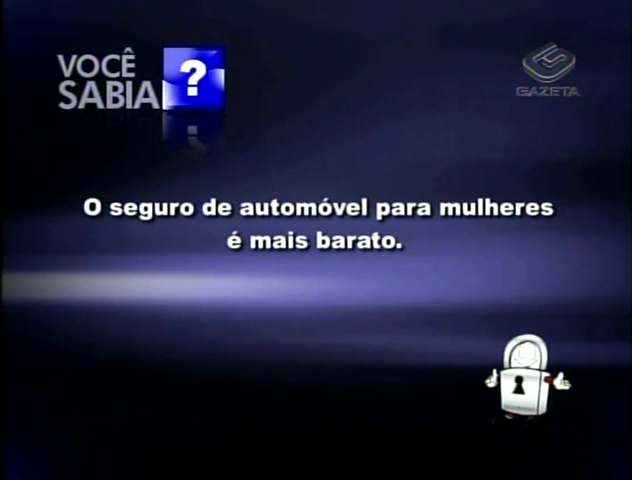 VOCÊ
SABIA?
GAZETA
O seguro de automóvel para mulheres
é mais barato.